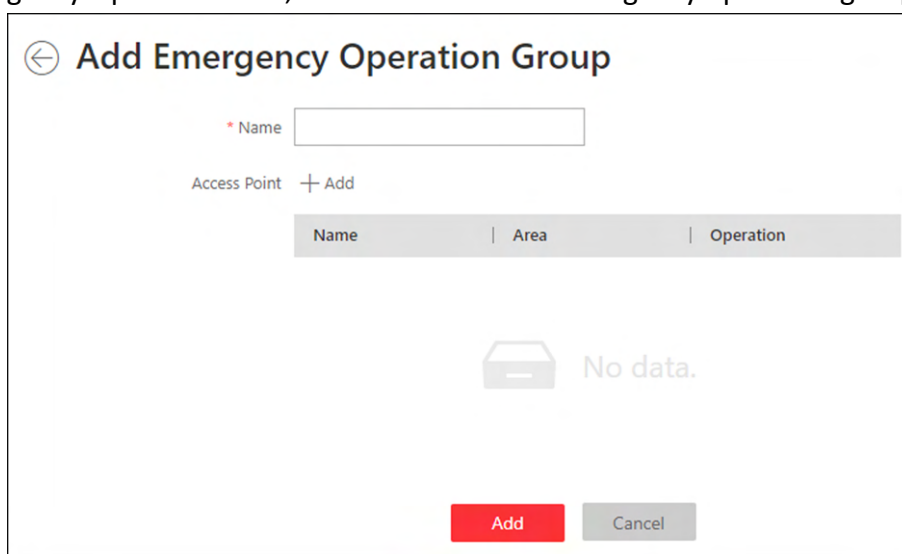 Add Emergency Operation Group
* Name
Access Point + Add
Name | Area | Operation
No data.
Add Cancel